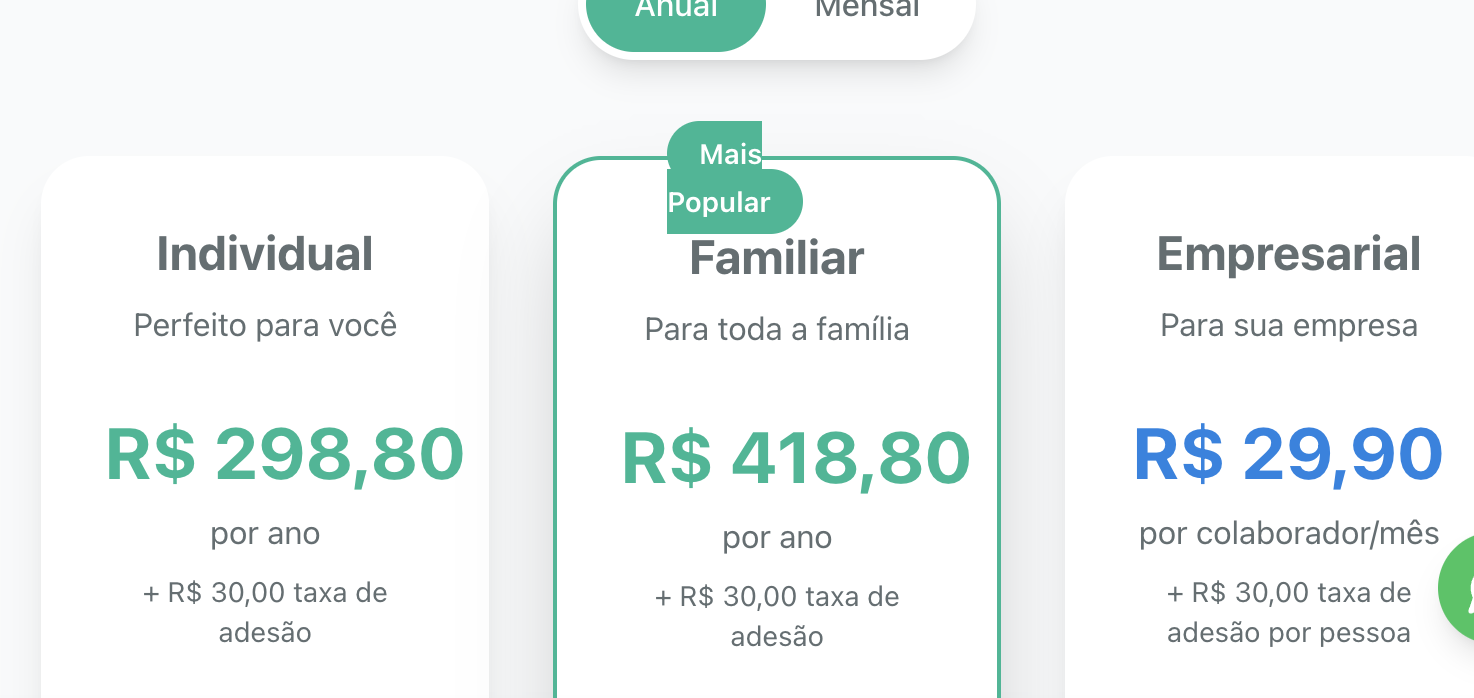 Anual
Mensal
Mais
Popular
Individual
Perfeito para você
R$ 298,80
por ano
+ R$ 30,00 taxa de
adesão
Familiar
Para toda a família
R$ 418,80
por ano
+ R$ 30,00 taxa de
adesão
Empresarial
Para sua empresa
R$ 29,90
por colaborador/mês
+ R$ 30,00 taxa de
adesão por pessoa